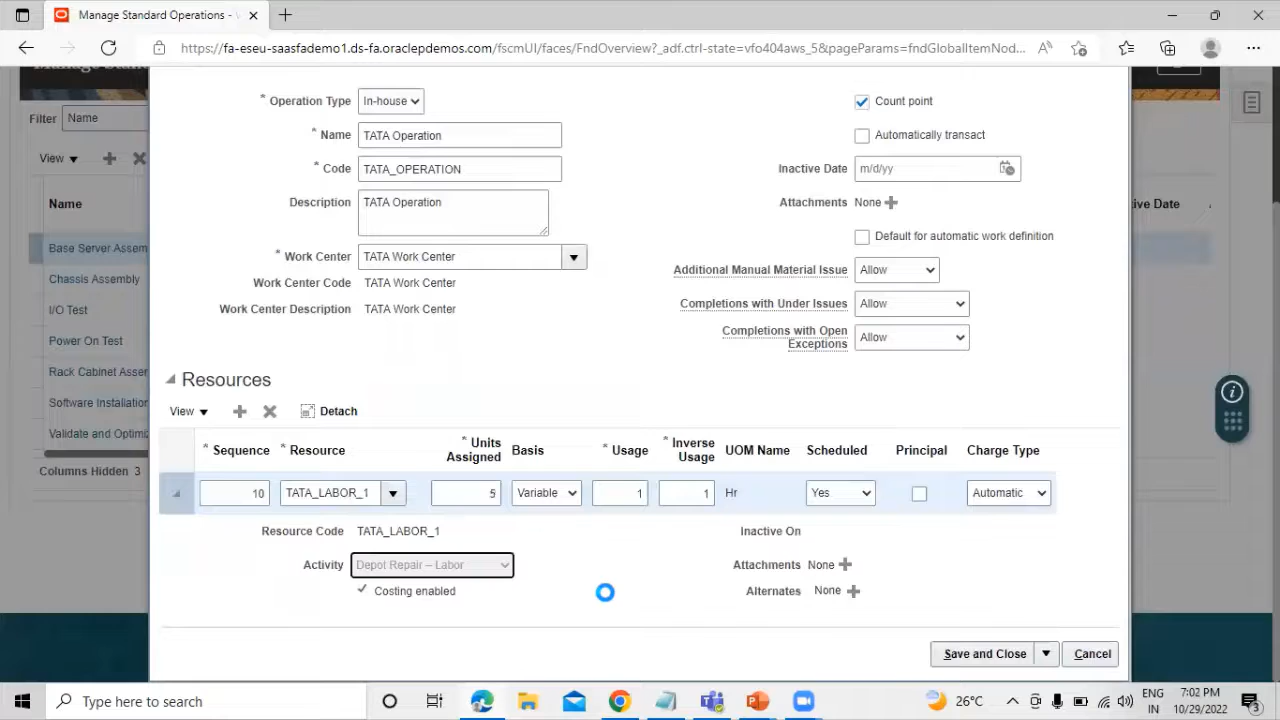 Manage Standard Operations -
https://fa-eseu-saasfademo1.ds-fa.oraclepdemos.com/fscmUI/faces/FndOverview?_adf.ctrl-state=vfoc04aws_5&pageParams=fndGlobalItemNod...
Manage Stand
Filter Name
View
Name
Base Server Assem
Chassis Assembly
I/O Test
Power On Test
Rack Cabinet Asser
Software Installation
Validate and Optimiz
Columns Hidden 3
tive Date
* Operation Type In-house
* Name TATA Operation
* Code TATA_OPERATION
Description TATA Operation
* Work Center TATA Work Center
Work Center Code TATA Work Center
Work Center Description TATA Work Center
Count point
Automatically transact
Inactive Date m/d/yy
Attachments None
Default for automatic work definition
Additional Manual Material Issue Allow
Completions with Under Issues Allow
Completions with Open Exceptions Allow
Resources
View Detach
* Sequence * Resource * Units Assigned Basis * Usage * Inverse Usage UOM Name Scheduled Principal Charge Type
10 TATA_LABOR_1 5 Variable 1 1 Hr Yes Automatic
Resource Code TATA_LABOR_1 Inactive On
Activity Depot Repair – Labor Attachments None
Costing enabled Alternates None
Save and Close Cancel
Type here to search
26°C
ENG
IN
7:02 PM
10/29/2022
3